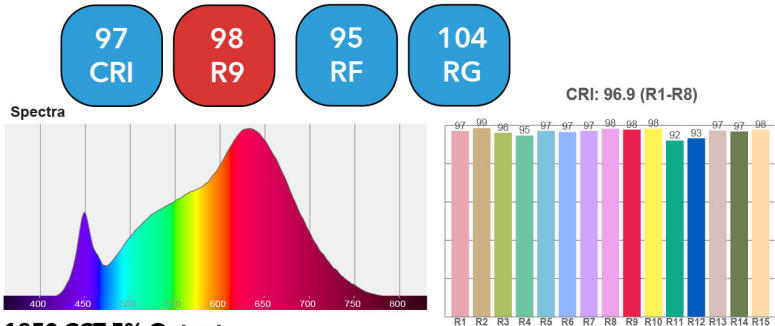 97
CRI
98
R9
95
RF
104
RG
CRI: 96.9 (R1-R8)
Spectra
97 99 96 95 97 97 97 98 98 98 92 93 97 97 98
400 450 500 550 600 650 700 750 800
R1 R2 R3 R4 R5 R6 R7 R8 R9 R10 R11 R12 R13 R14 R15